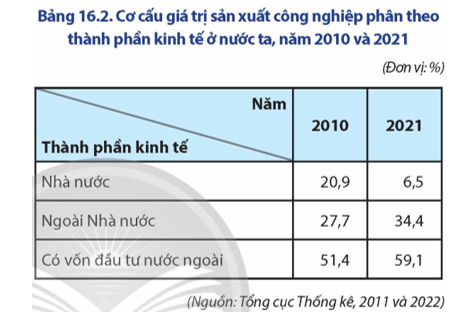 Bảng 16.2. Cơ cấu giá trị sản xuất công nghiệp phân theo
thành phần kinh tế ở nước ta, năm 2010 và 2021
(Đơn vị: %)
Năm
Thành phần kinh tế
2010 2021
Nhà nước 20,9 6,5
Ngoài Nhà nước 27,7 34,4
Có vốn đầu tư nước ngoài 51,4 59,1
(Nguồn: Tổng cục Thống kê, 2011 và 2022)